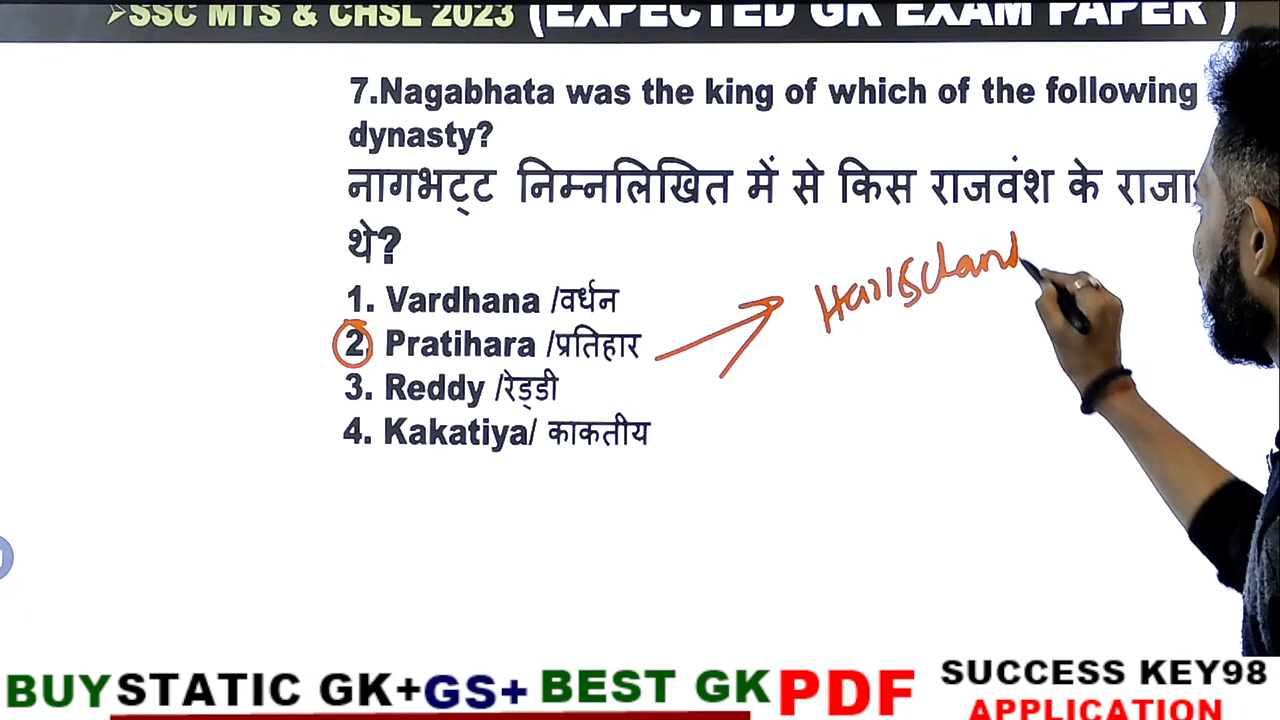 ➢SSC MTS & CHSL 2023 (EXPECTED GK EXAM PAPER )
7.Nagabhata was the king of which of the following
dynasty?
नागभट्ट निम्नलिखित में से किस राजवंश के राजा
थे?
1. Vardhana /वर्धन
2. Pratihara /प्रतिहार
3. Reddy /रेड्डी
4. Kakatiya/ काकतीय
BUY STATIC GK+GS+ BEST GK PDF
SUCCESS KEY98
APPLICATION